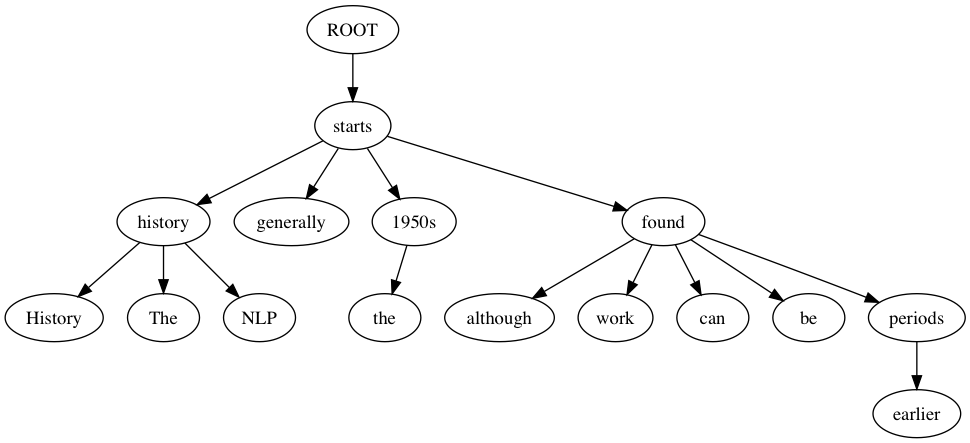 ROOT
starts
history generally 1950s found
History The NLP the although work can be periods
earlier